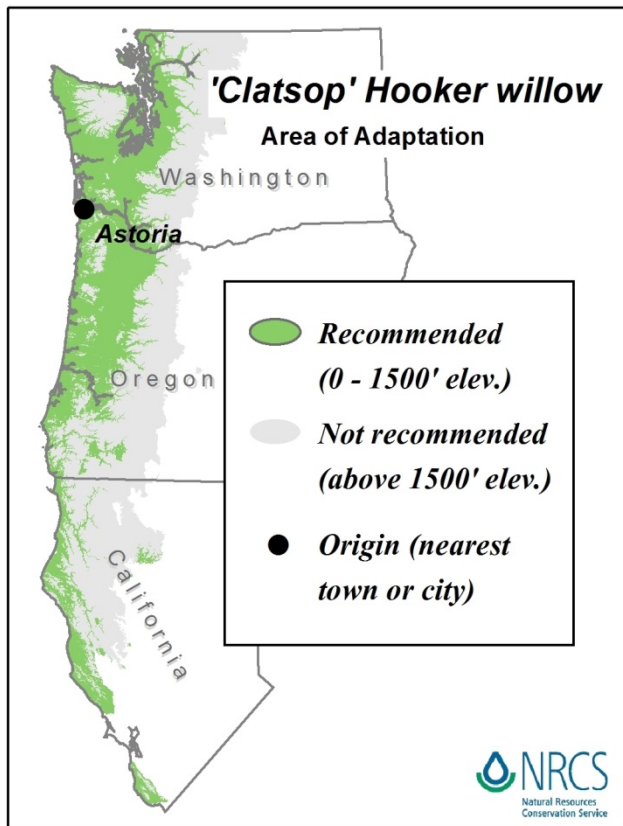 'Clatsop' Hooker willow
Area of Adaptation
Washington
Astoria
Recommended
(0 - 1500' elev.)
Oregon
Not recommended
(above 1500' elev.)
Origin (nearest
town or city)
California
NRCS
Natural Resources
Conservation Service